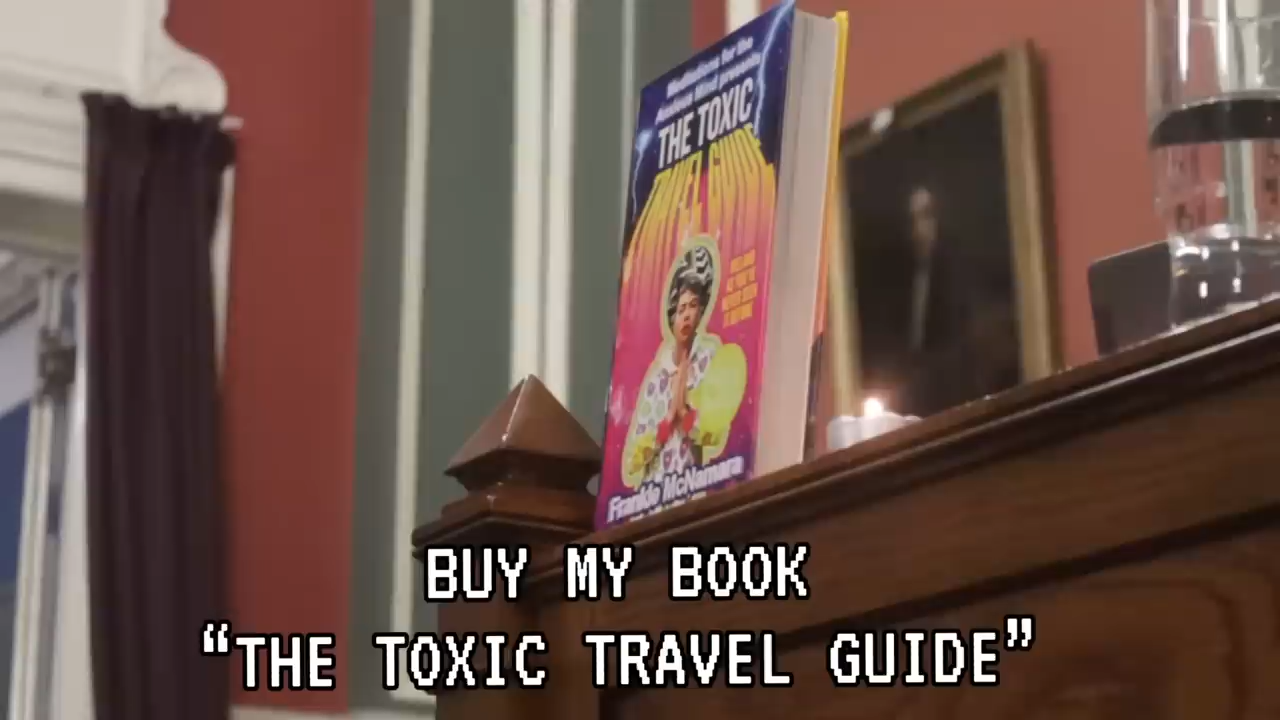 Meditations for the
Anxious Mind presents
THE TOXIC
TRAVEL GUIDE
Frankie McNamara
BUY MY BOOK
“THE TOXIC TRAVEL GUIDE”